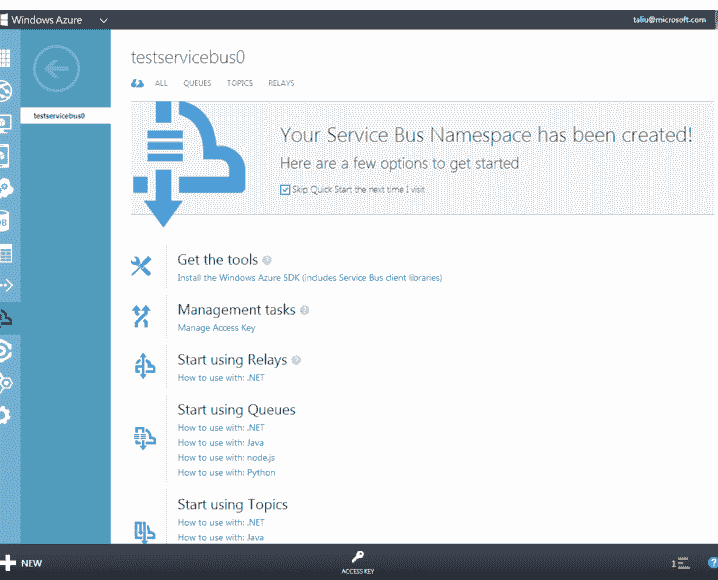 Windows Azure
taliu@microsoft.com
testservicebus0
testservicebus0
ALL QUEUES TOPICS RELAYS
Your Service Bus Namespace has been created!
Here are a few options to get started
Skip Quick Start the next time I visit
Get the tools ?
Install the Windows Azure SDK (includes Service Bus client libraries)
Management tasks ?
Manage Access Key
Start using Relays ?
How to use with: .NET
Start using Queues
How to use with: .NET
How to use with: Java
How to use with: node.js
How to use with: Python
Start using Topics
How to use with: .NET
How to use with: Java
NEW
ACCESS KEY
1
?